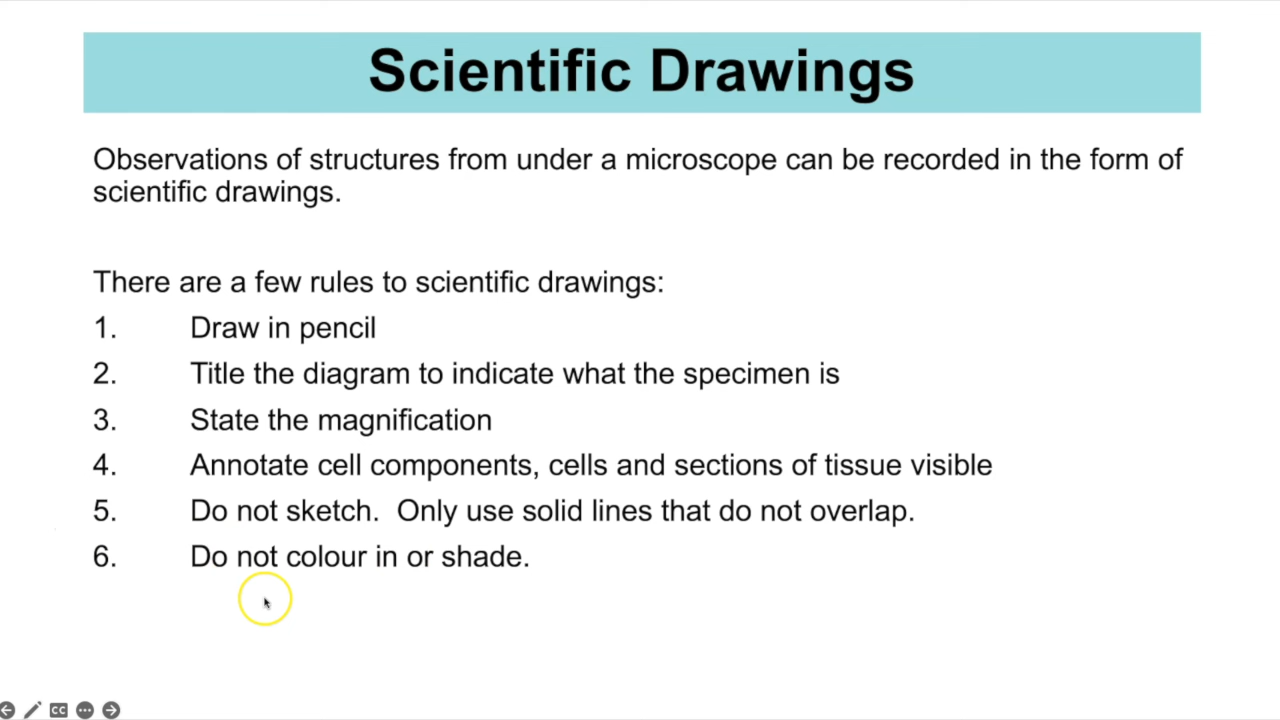 Scientific Drawings
Observations of structures from under a microscope can be recorded in the form of
scientific drawings.
There are a few rules to scientific drawings:
1. Draw in pencil
2. Title the diagram to indicate what the specimen is
3. State the magnification
4. Annotate cell components, cells and sections of tissue visible
5. Do not sketch.  Only use solid lines that do not overlap.
6. Do not colour in or shade.
CC